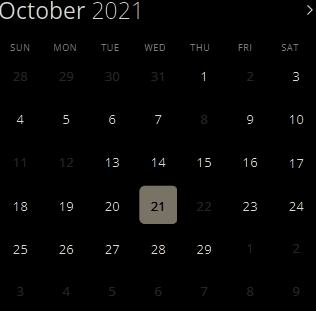 October 2021 >
SUN MON TUE WED THU FRI SAT
28 29 30 31 1 2 3
4 5 6 7 8 9 10
11 12 13 14 15 16 17
18 19 20 21 22 23 24
25 26 27 28 29 1 2
3 4 5 6 7 8 9